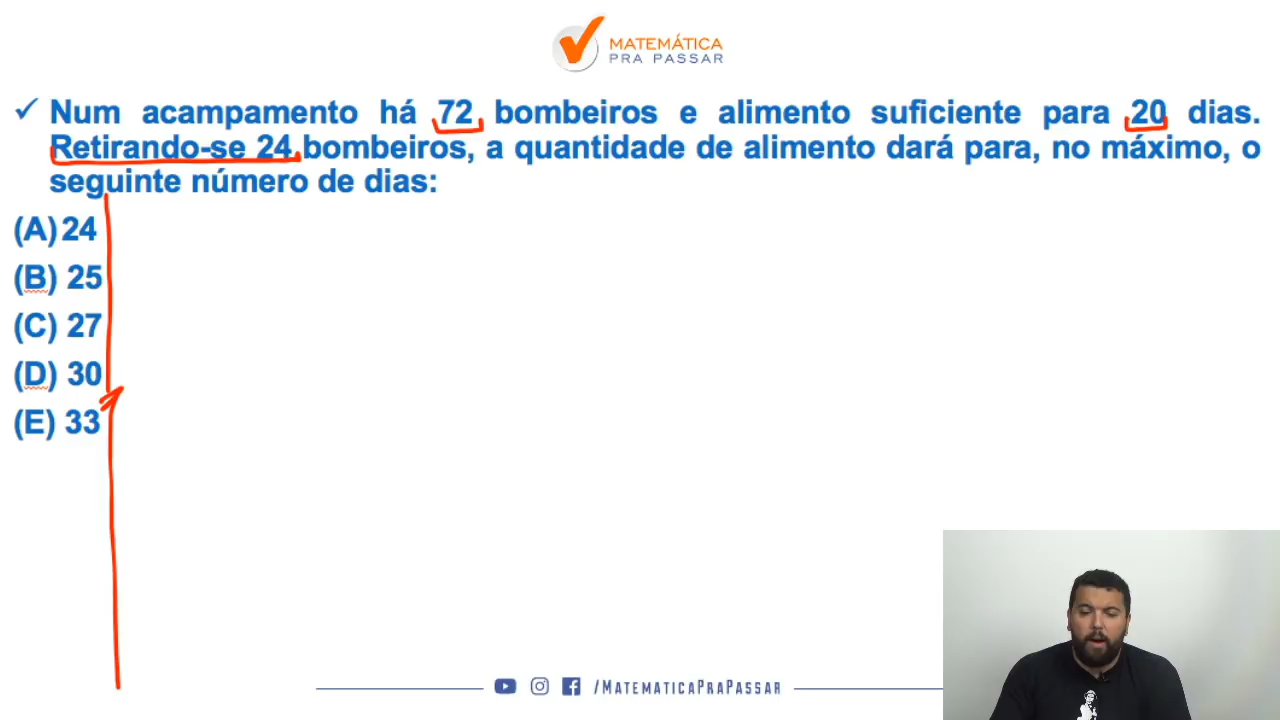 MATEMÁTICA
PRA PASSAR
✓ Num acampamento há 72 bombeiros e alimento suficiente para 20 dias.
Retirando-se 24 bombeiros, a quantidade de alimento dará para, no máximo, o
seguinte número de dias:
(A) 24
(B) 25
(C) 27
(D) 30
(E) 33
/MATEMATICAPRAPASSAR